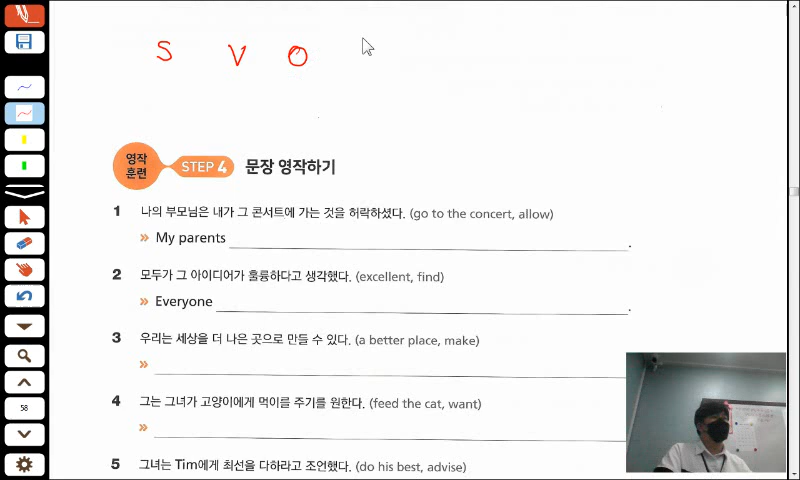 S V O
영작
훈련
STEP 4 문장 영작하기
1 나의 부모님은 내가 그 콘서트에 가는 것을 허락하셨다. (go to the concert, allow)
» My parents .
2 모두가 그 아이디어가 훌륭하다고 생각했다. (excellent, find)
» Everyone .
3 우리는 세상을 더 나은 곳으로 만들 수 있다. (a better place, make)
»
4 그는 그녀가 고양이에게 먹이를 주기를 원한다. (feed the cat, want)
»
5 그녀는 Tim에게 최선을 다하라고 조언했다. (do his best, advise)
58